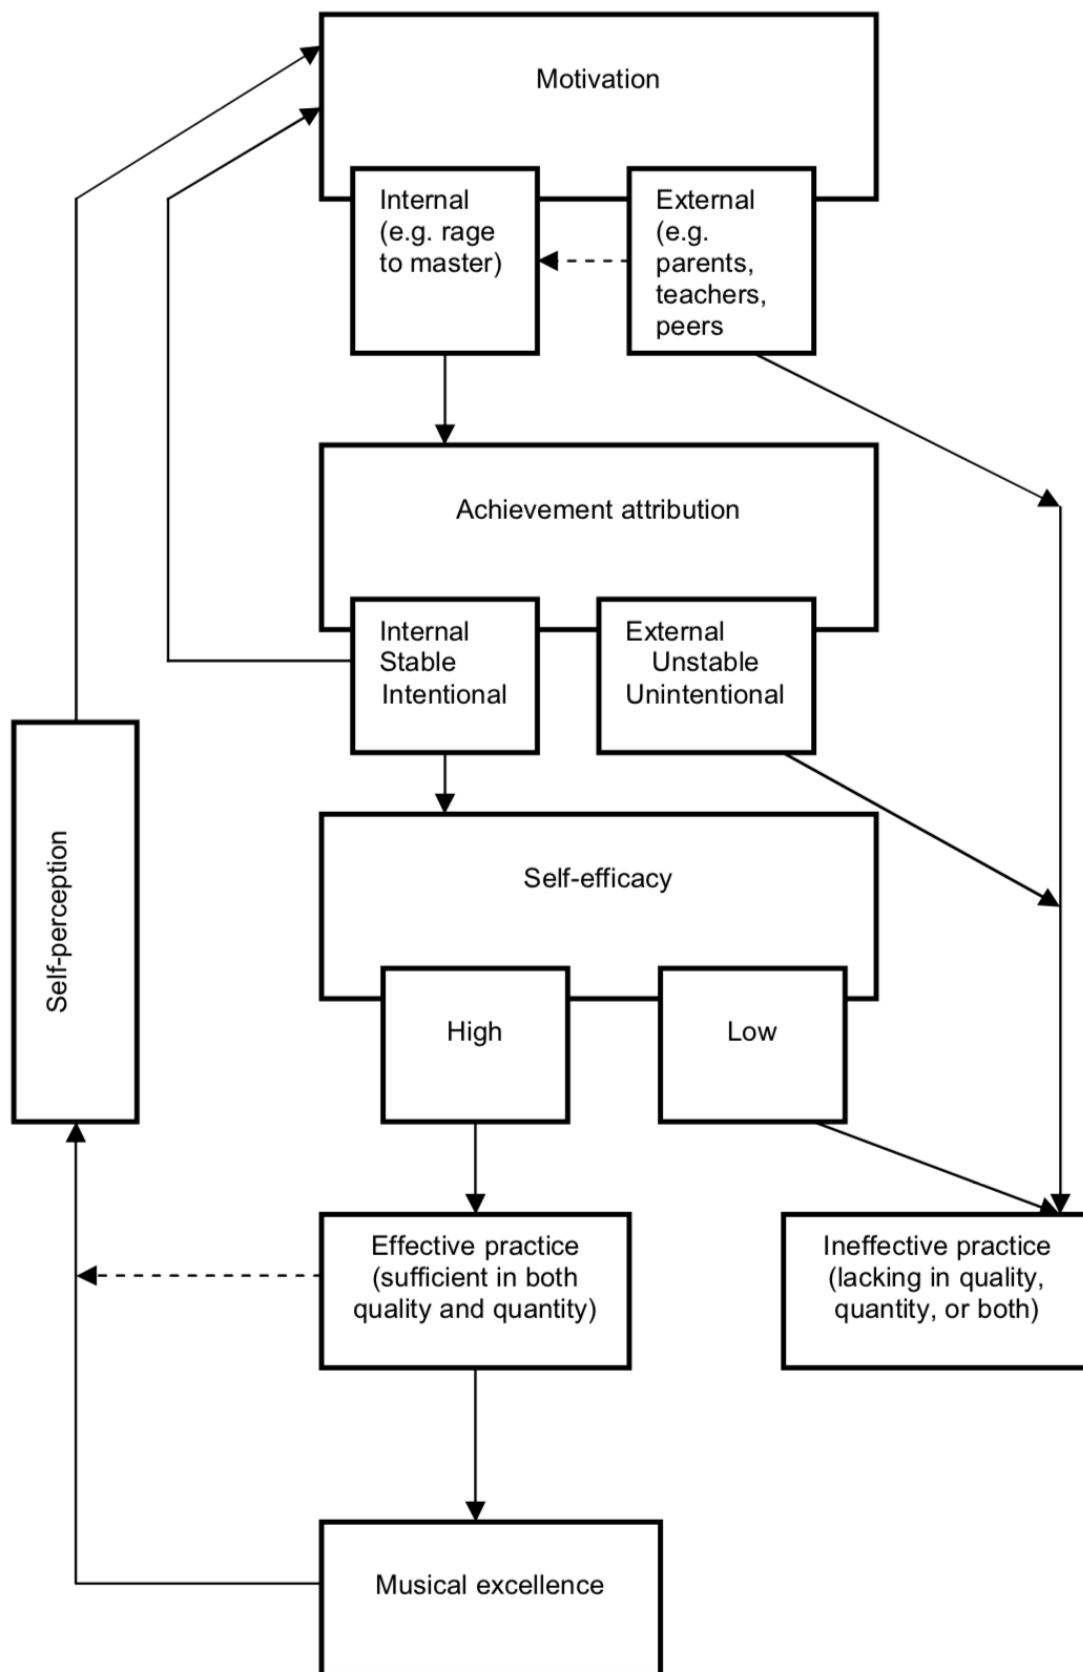 Motivation
Internal
(e.g. rage
to master)
External
(e.g.
parents,
teachers,
peers
Achievement attribution
Internal
Stable
Intentional
External
Unstable
Unintentional
Self-efficacy
Self-perception
High
Low
Effective practice
(sufficient in both
quality and quantity)
Ineffective practice
(lacking in quality,
quantity, or both)
Musical excellence